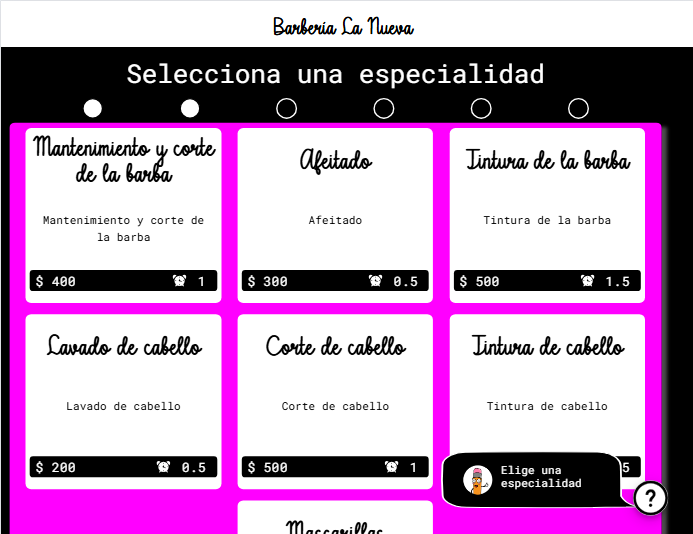 Barbería La Nueva
Selecciona una especialidad
Mantenimiento y corte
de la barba
Mantenimiento y corte de
la barba
$ 400
1
Afeitado
Afeitado
$ 300
0.5
Tintura de la barba
Tintura de la barba
$ 500
1.5
Lavado de cabello
Lavado de cabello
$ 200
0.5
Corte de cabello
Corte de cabello
$ 500
1
Tintura de cabello
Tintura de cabello
5
Elige una
especialidad
?
Mascarillas